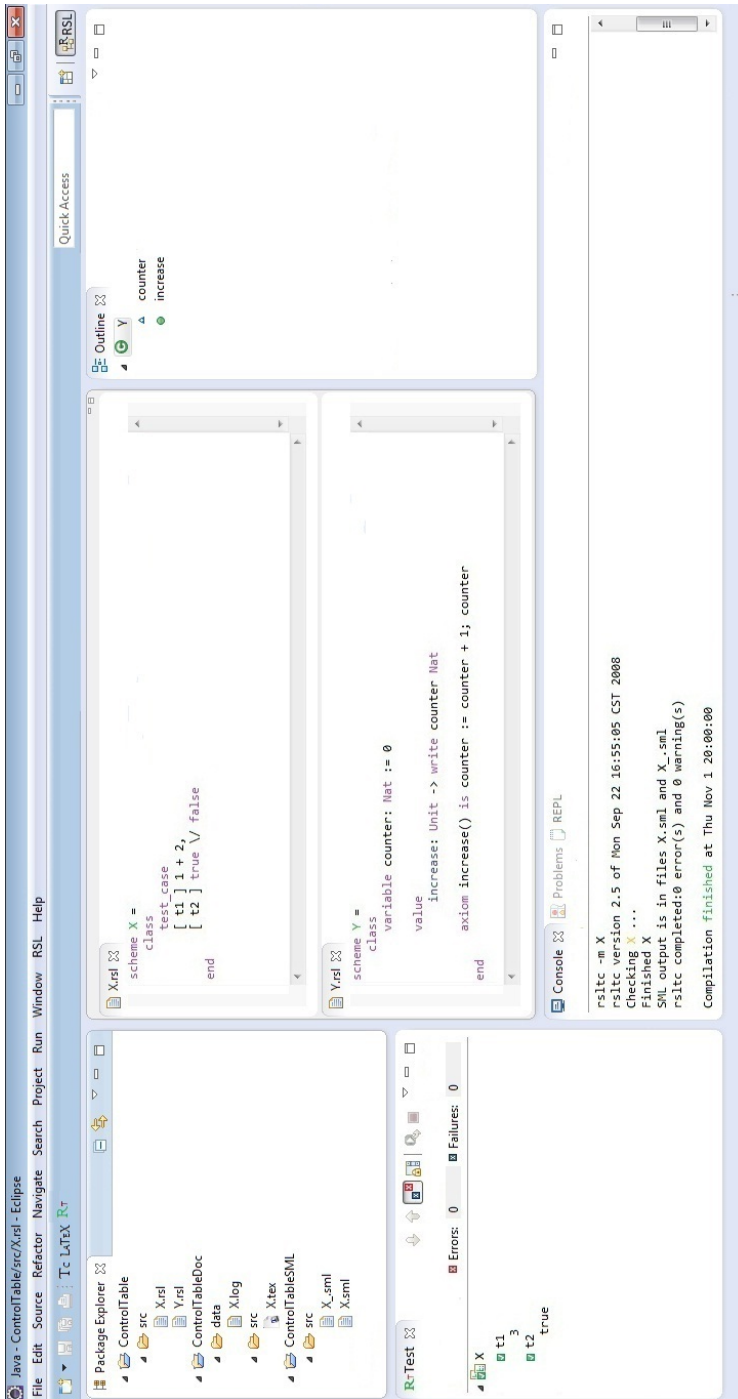 Java - ControlTable/src/X.rsl - Eclipse
File Edit Source Refactor Navigate Search Project Run Window RSL Help
Tc LATEX RT
Quick Access
RSL
Package Explorer
ControlTable
src
X.rsl
Y.rsl
ControlTableDoc
data
X.log
src
X.tex
ControlTableSML
src
X_.sml
X.sml
RTTest
Errors: 0 Failures: 0
X
t1
3
t2
true
X.rsl
scheme X =
class
test_case
[ t1 ] 1 + 2,
[ t2 ] true \/ false
end
Y.rsl
scheme Y =
class
variable counter: Nat := 0
value
increase: Unit -> write counter Nat
axiom increase() is counter := counter + 1; counter
end
Outline
Y
counter
increase
Console Problems REPL
rsltc -m X
rsltc version 2.5 of Mon Sep 22 16:55:05 CST 2008
Checking X ...
Finished X
SML output is in files X.sml and X_.sml
rsltc completed:0 error(s) and 0 warning(s)
Compilation finished at Thu Nov 1 20:00:00